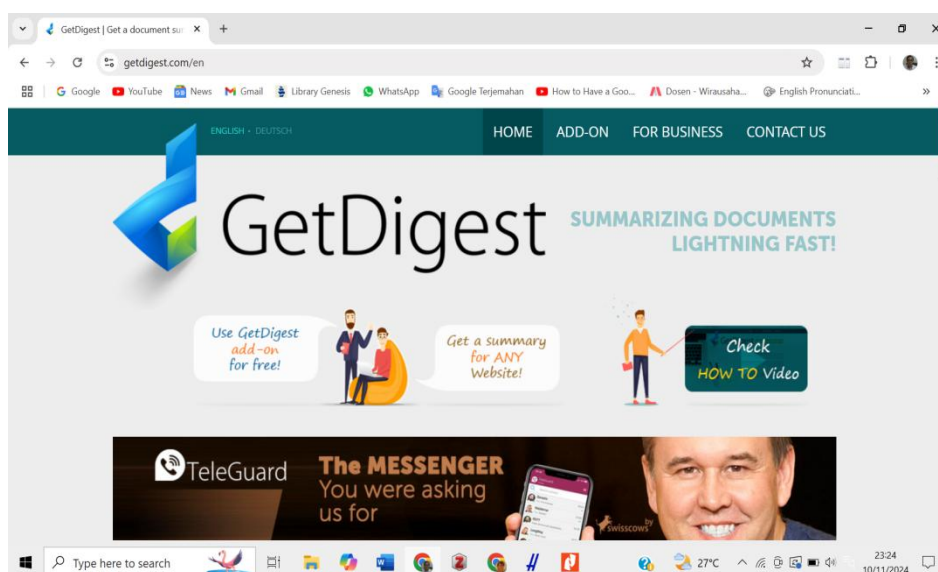 GetDigest | Get a document sur
getdigest.com/en
Google YouTube News Gmail Library Genesis WhatsApp Google Terjemahan How to Have a Goo... Dosen - Wirausaha... English Pronunciati... »
ENGLISH • DEUTSCH
HOME ADD-ON FOR BUSINESS CONTACT US
GetDigest
SUMMARIZING DOCUMENTS
LIGHTNING FAST!
Use GetDigest
add-on
for free!
Get a summary
for ANY
Website!
Check
HOW TO Video
TeleGuard
The MESSENGER
You were asking
us for
by
swisscows
Type here to search
27°C
23:24
10/11/2024